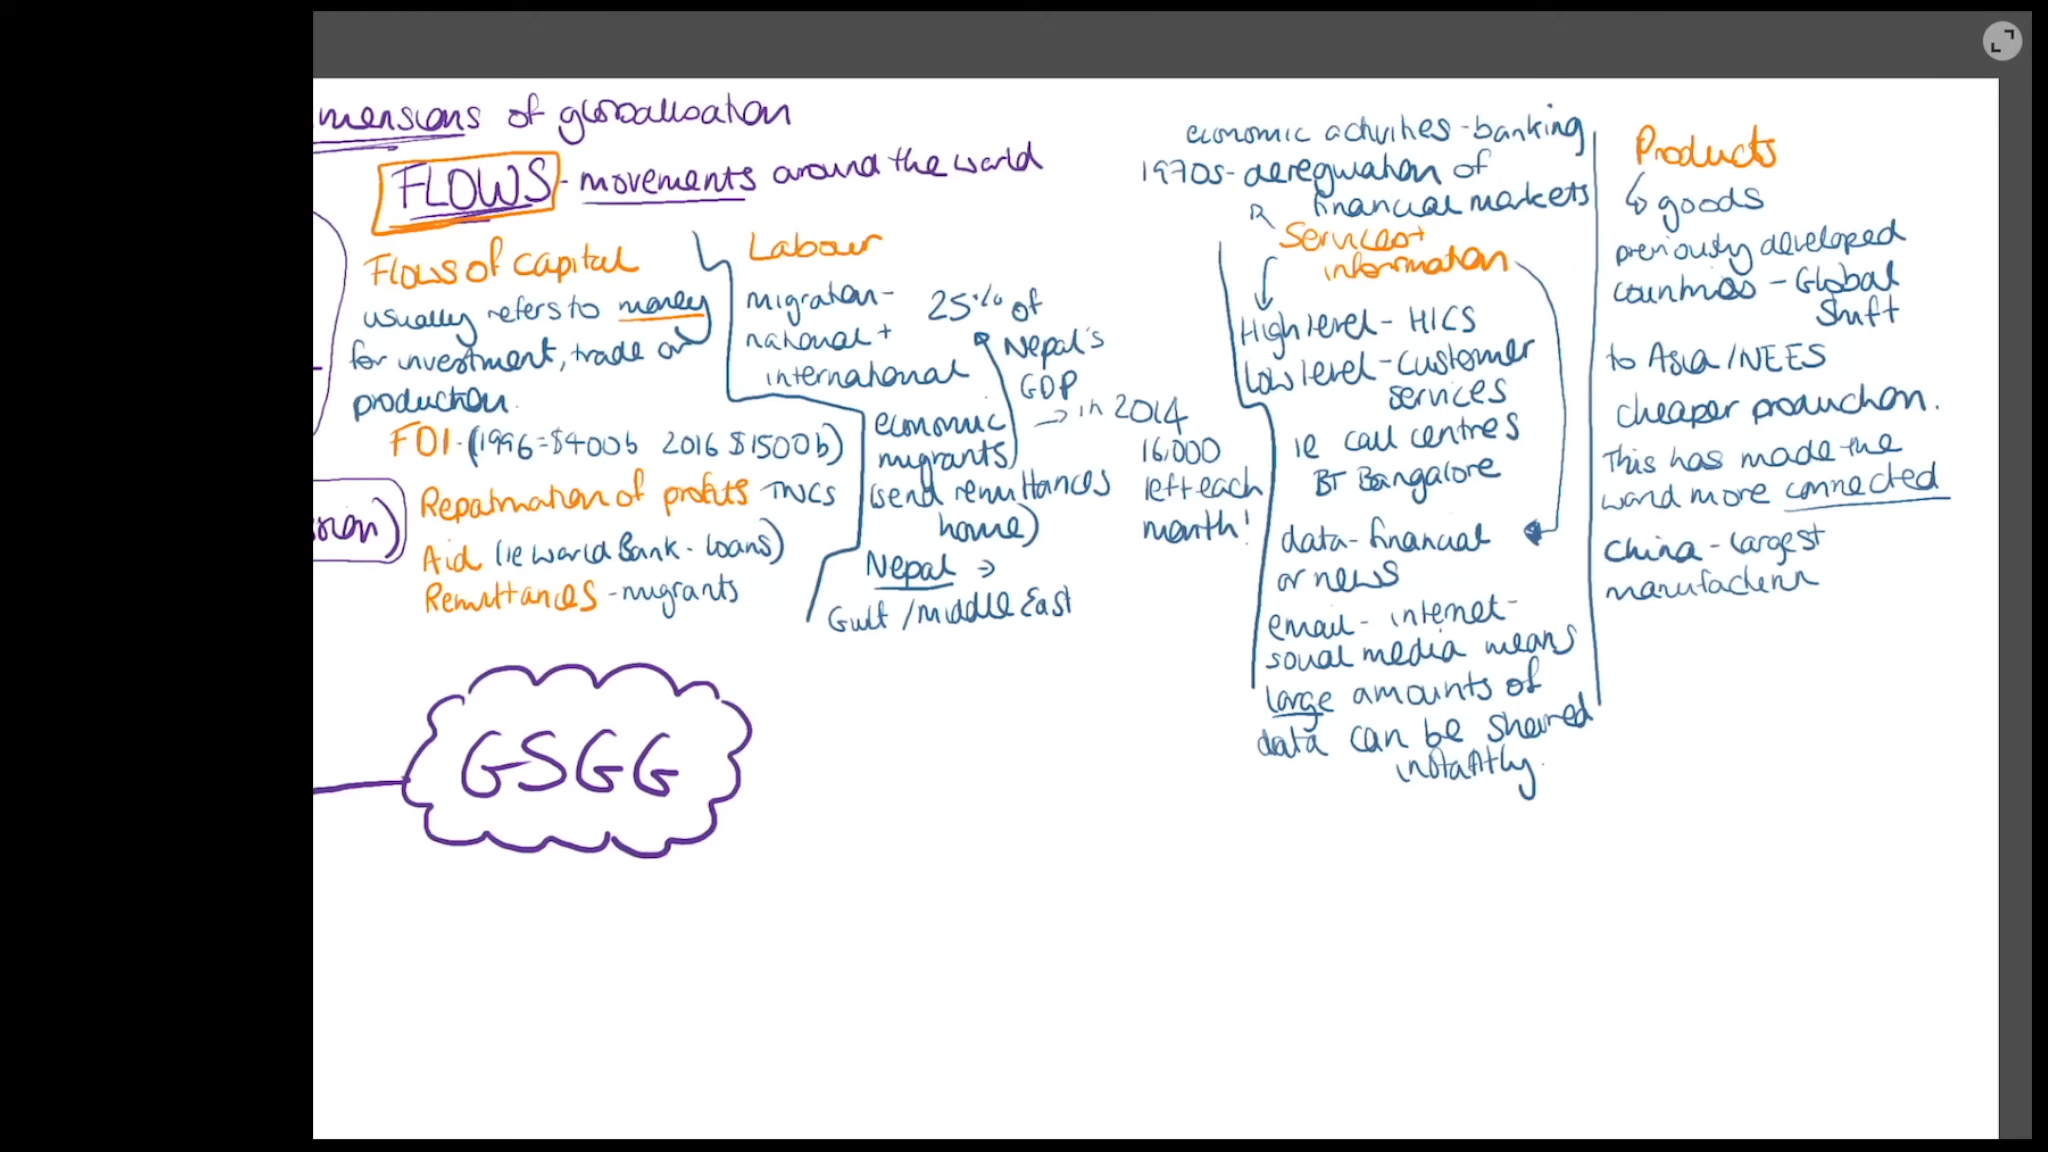 mensions of globalisation
FLOWS - movements around the world
Flows of capital
usually refers to money
for investment, trade or
production.
FDI - (1996 = $400b 2016 $1500b)
Repatriation of profits TNCS
Aid (ie World Bank - loans)
Remittances - migrants
Labour
migration -
national +
international
25% of
Nepal's
GDP
→ in 2014
16,000
left each
month!
economic
migrants
(send remittances
home)
Nepal →
Gulf / Middle East
economic activities - banking
1970s - deregulation of
financial markets
Services +
information
High level - HICS
Low level - customer
services
ie call centres
BT Bangalore
data - financial
or news
email - internet -
social media means
large amounts of
data can be shared
instantly.
Products
↳ goods
previously developed
countries - Global
Shift
to Asia / NEES
cheaper production.
This has made the
world more connected
China - largest
manufacturer
sion)
GSGG